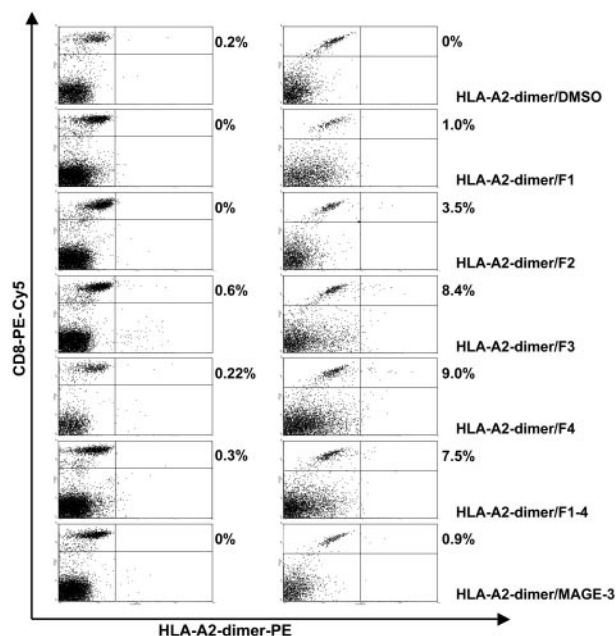 0.2%
0%
HLA-A2-dimer/DMSO
0%
1.0%
HLA-A2-dimer/F1
0%
3.5%
HLA-A2-dimer/F2
0.6%
8.4%
HLA-A2-dimer/F3
0.22%
9.0%
HLA-A2-dimer/F4
0.3%
7.5%
HLA-A2-dimer/F1-4
0%
0.9%
HLA-A2-dimer/MAGE-3
CD8-PE-Cy5
HLA-A2-dimer-PE